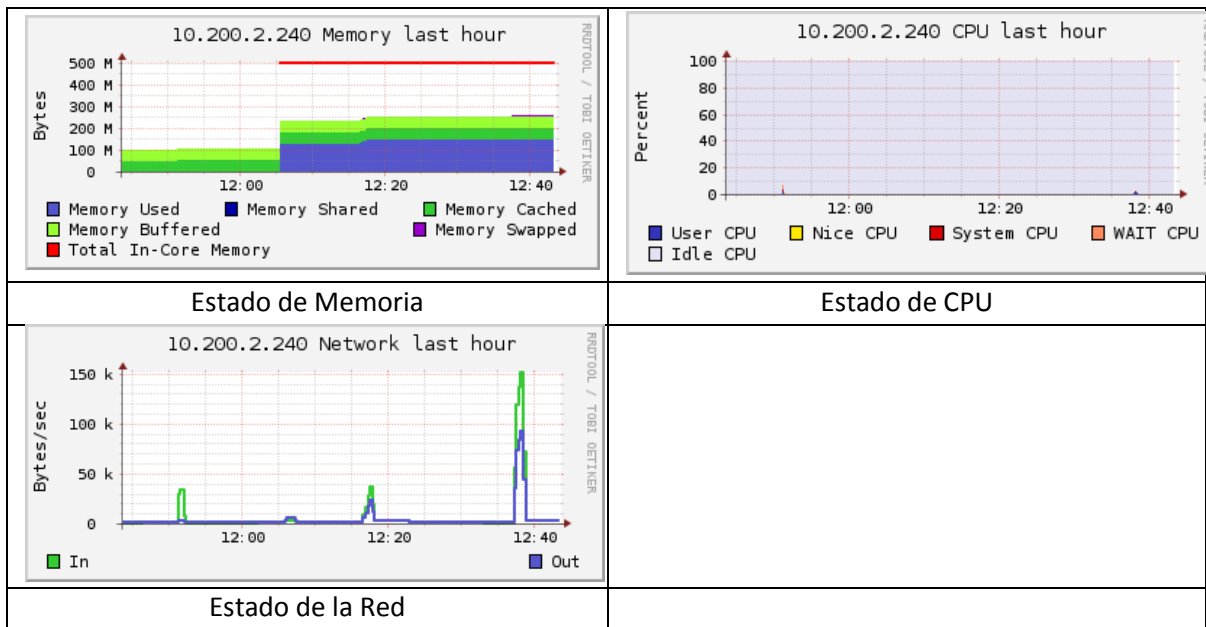 10.200.2.240 Memory last hour
RRDTOOL / TOBI OETIKER
Bytes
500 M
400 M
300 M
200 M
100 M
0
12:00 12:20 12:40
Memory Used Memory Shared Memory Cached
Memory Buffered Memory Swapped
Total In-Core Memory
Estado de Memoria
10.200.2.240 CPU last hour
Percent
100
80
60
40
20
0
12:00 12:20 12:40
User CPU Nice CPU System CPU WAIT CPU
Idle CPU
Estado de CPU
10.200.2.240 Network last hour
RRDTOOL / TOBI OETIKER
Bytes/sec
150 k
100 k
50 k
0
12:00 12:20 12:40
In Out
Estado de la Red